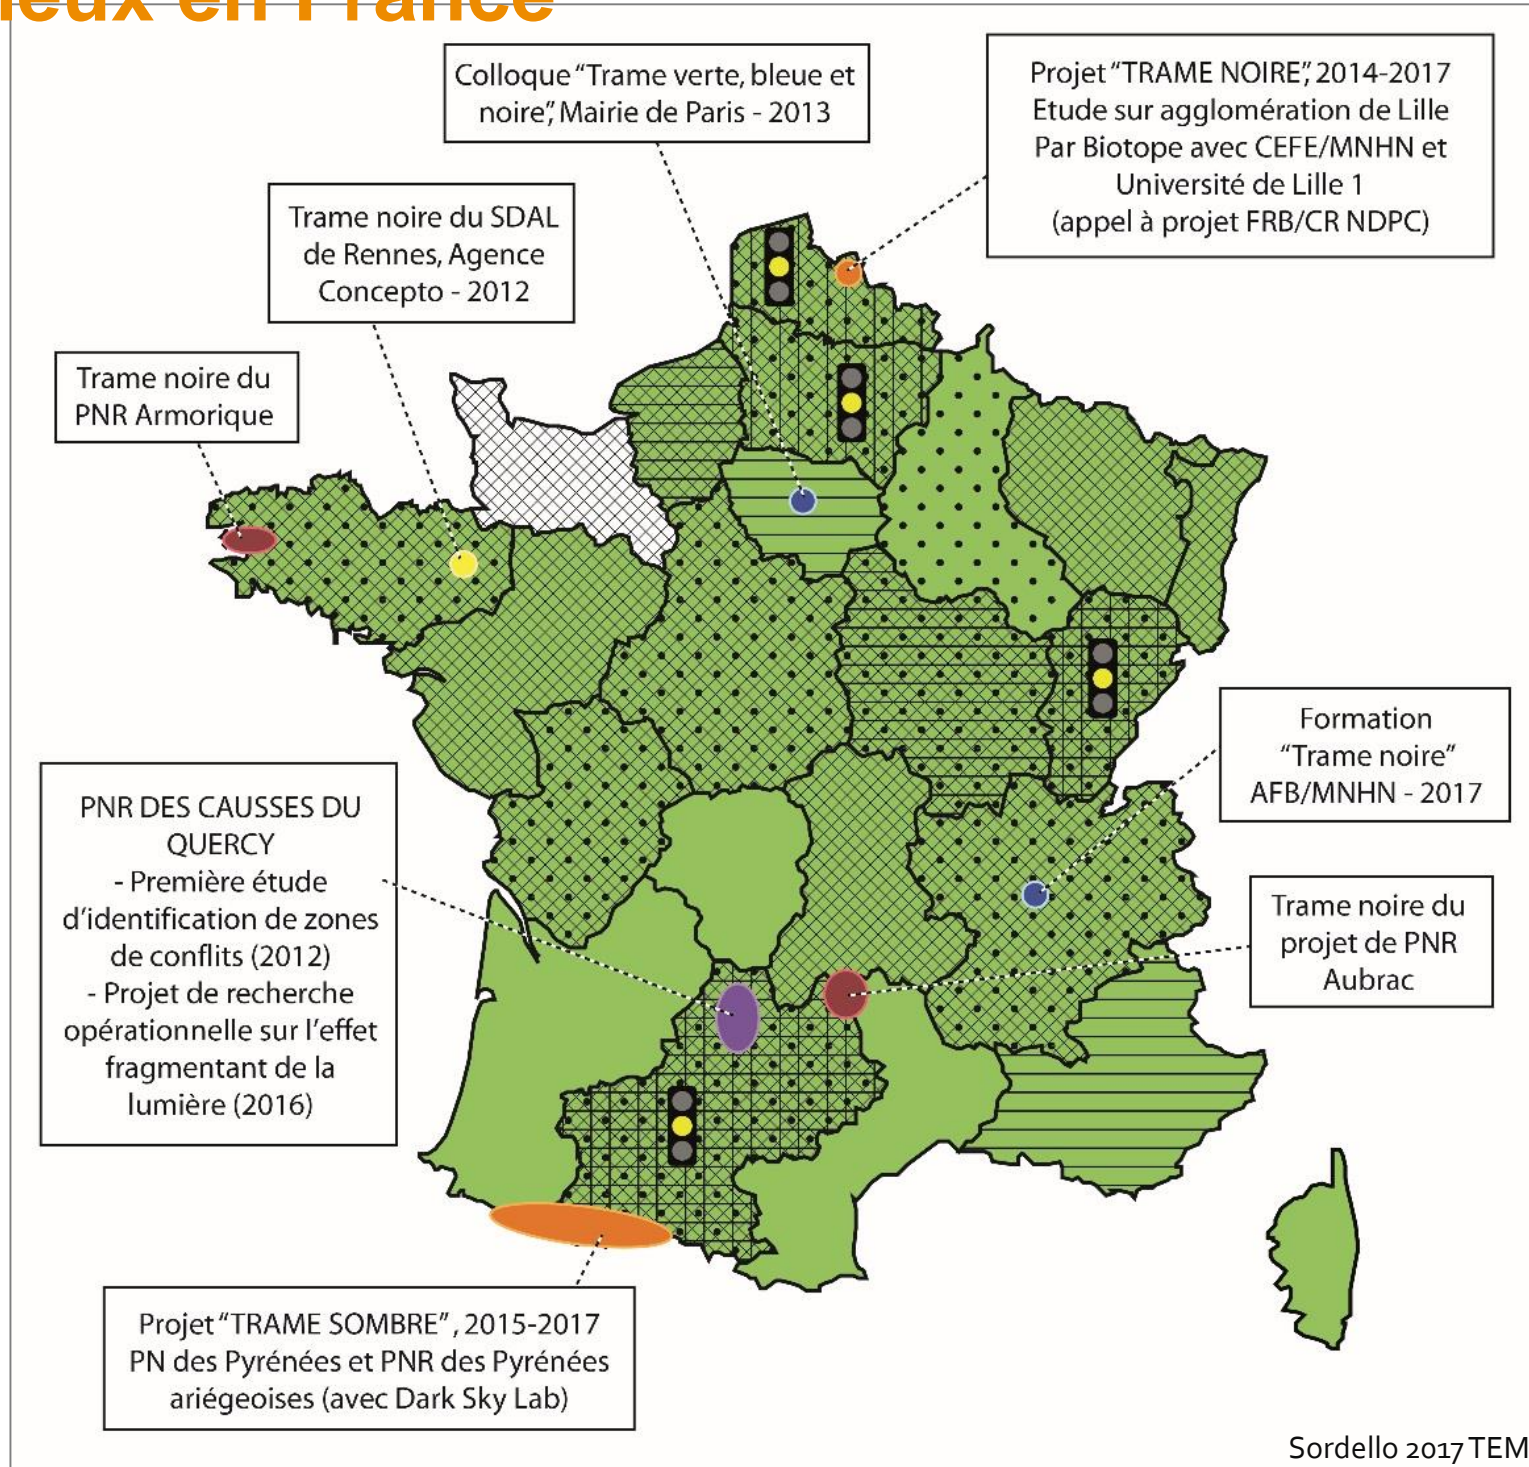 en France
Colloque “Trame verte, bleue et
noire”, Mairie de Paris - 2013
Projet “TRAME NOIRE”, 2014-2017
Etude sur agglomération de Lille
Par Biotope avec CEFE/MNHN et
Université de Lille 1
(appel à projet FRB/CR NDPC)
Trame noire du SDAL
de Rennes, Agence
Concepto - 2012
Trame noire du
PNR Armorique
Formation
“Trame noire”
AFB/MNHN - 2017
PNR DES CAUSSES DU
QUERCY
- Première étude
d’identification de zones
de conflits (2012)
- Projet de recherche
opérationnelle sur l’effet
fragmentant de la
lumière (2016)
Trame noire du
projet de PNR
Aubrac
Projet “TRAME SOMBRE”, 2015-2017
PN des Pyrénées et PNR des Pyrénées
ariégeoises (avec Dark Sky Lab)
Sordello 2017 TEM